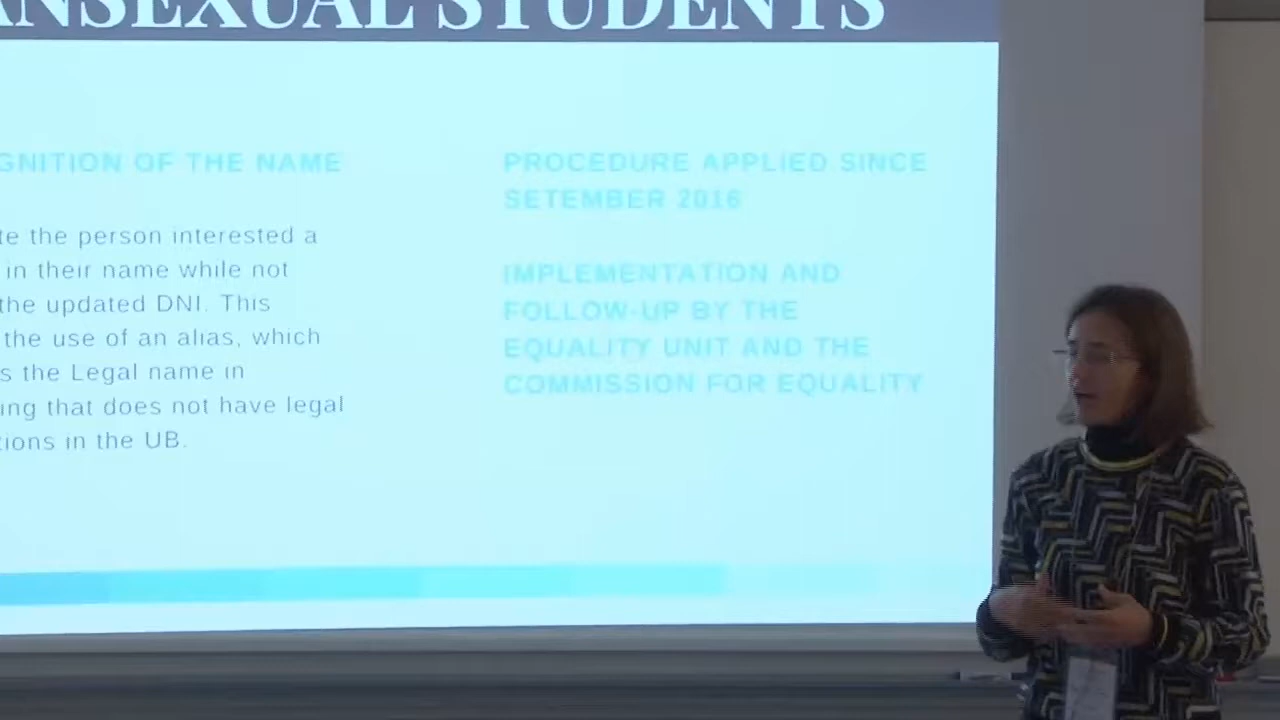 ANSEXUAL STUDENTS
GNITION OF THE NAME
te the person interested a
in their name while not
the updated DNI. This
the use of an alias, which
s the Legal name in
ing that does not have legal
tions in the UB.
PROCEDURE APPLIED SINCE
SETEMBER 2016
IMPLEMENTATION AND
FOLLOW-UP BY THE
EQUALITY UNIT AND THE
COMMISSION FOR EQUALITY